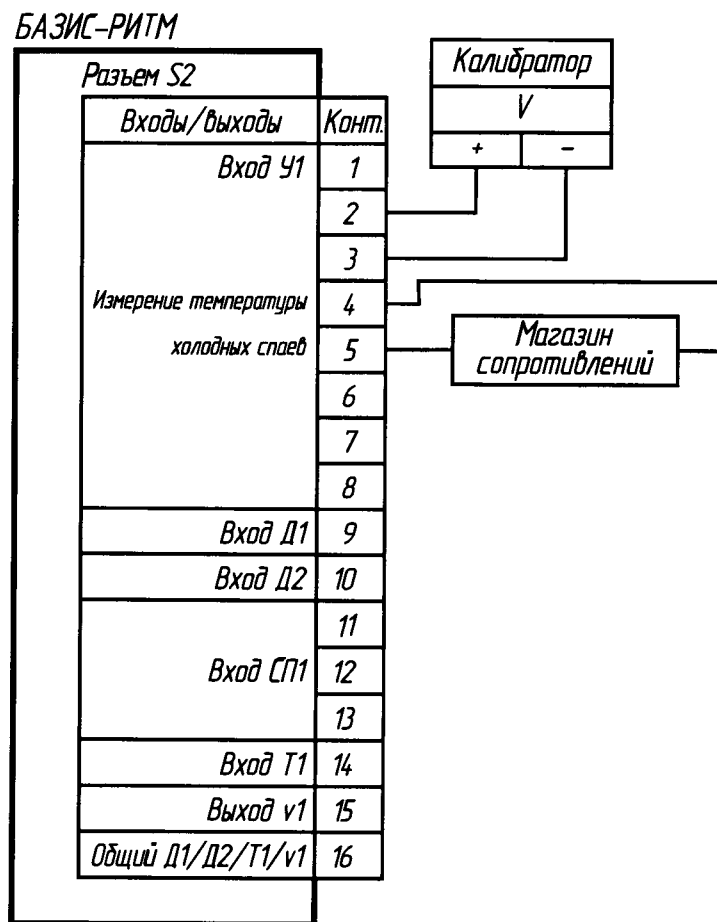 БАЗИС-РИТМ
Разъем S2
Входы/выходы Конт.
Вход У1 1
2
3
Измерение температуры 4
холодных спаев 5
6
7
8
Вход Д1 9
Вход Д2 10
11
Вход СП1 12
13
Вход Т1 14
Выход v1 15
Общий Д1/Д2/Т1/v1 16
Калибратор
V
+ -
Магазин
сопротивлений